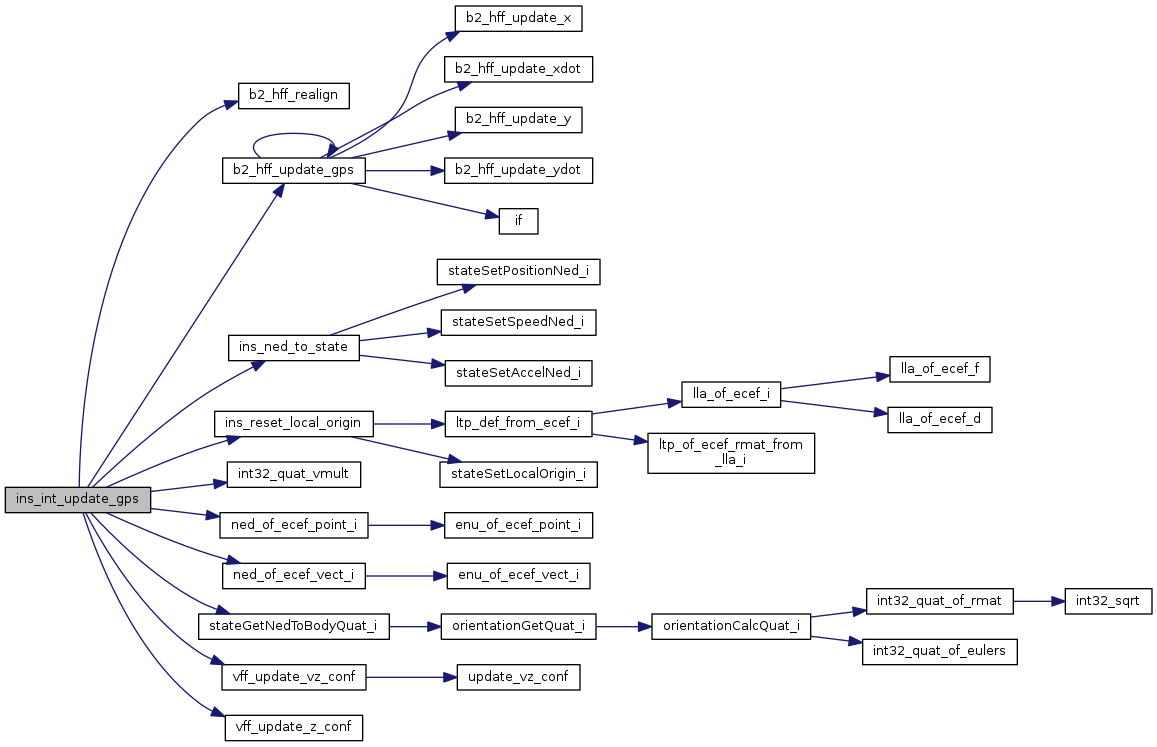 b2_hff_update_x
b2_hff_update_xdot
b2_hff_realign
b2_hff_update_y
b2_hff_update_gps
b2_hff_update_ydot
if
stateSetPositionNed_i
stateSetSpeedNed_i
ins_ned_to_state
stateSetAccelNed_i
lla_of_ecef_f
lla_of_ecef_i
ins_reset_local_origin
ltp_def_from_ecef_i
lla_of_ecef_d
ltp_of_ecef_rmat_from
_lla_i
int32_quat_vmult
stateSetLocalOrigin_i
ins_int_update_gps
ned_of_ecef_point_i
enu_of_ecef_point_i
ned_of_ecef_vect_i
enu_of_ecef_vect_i
int32_quat_of_rmat
int32_sqrt
stateGetNedToBodyQuat_i
orientationGetQuat_i
orientationCalcQuat_i
int32_quat_of_eulers
vff_update_vz_conf
update_vz_conf
vff_update_z_conf